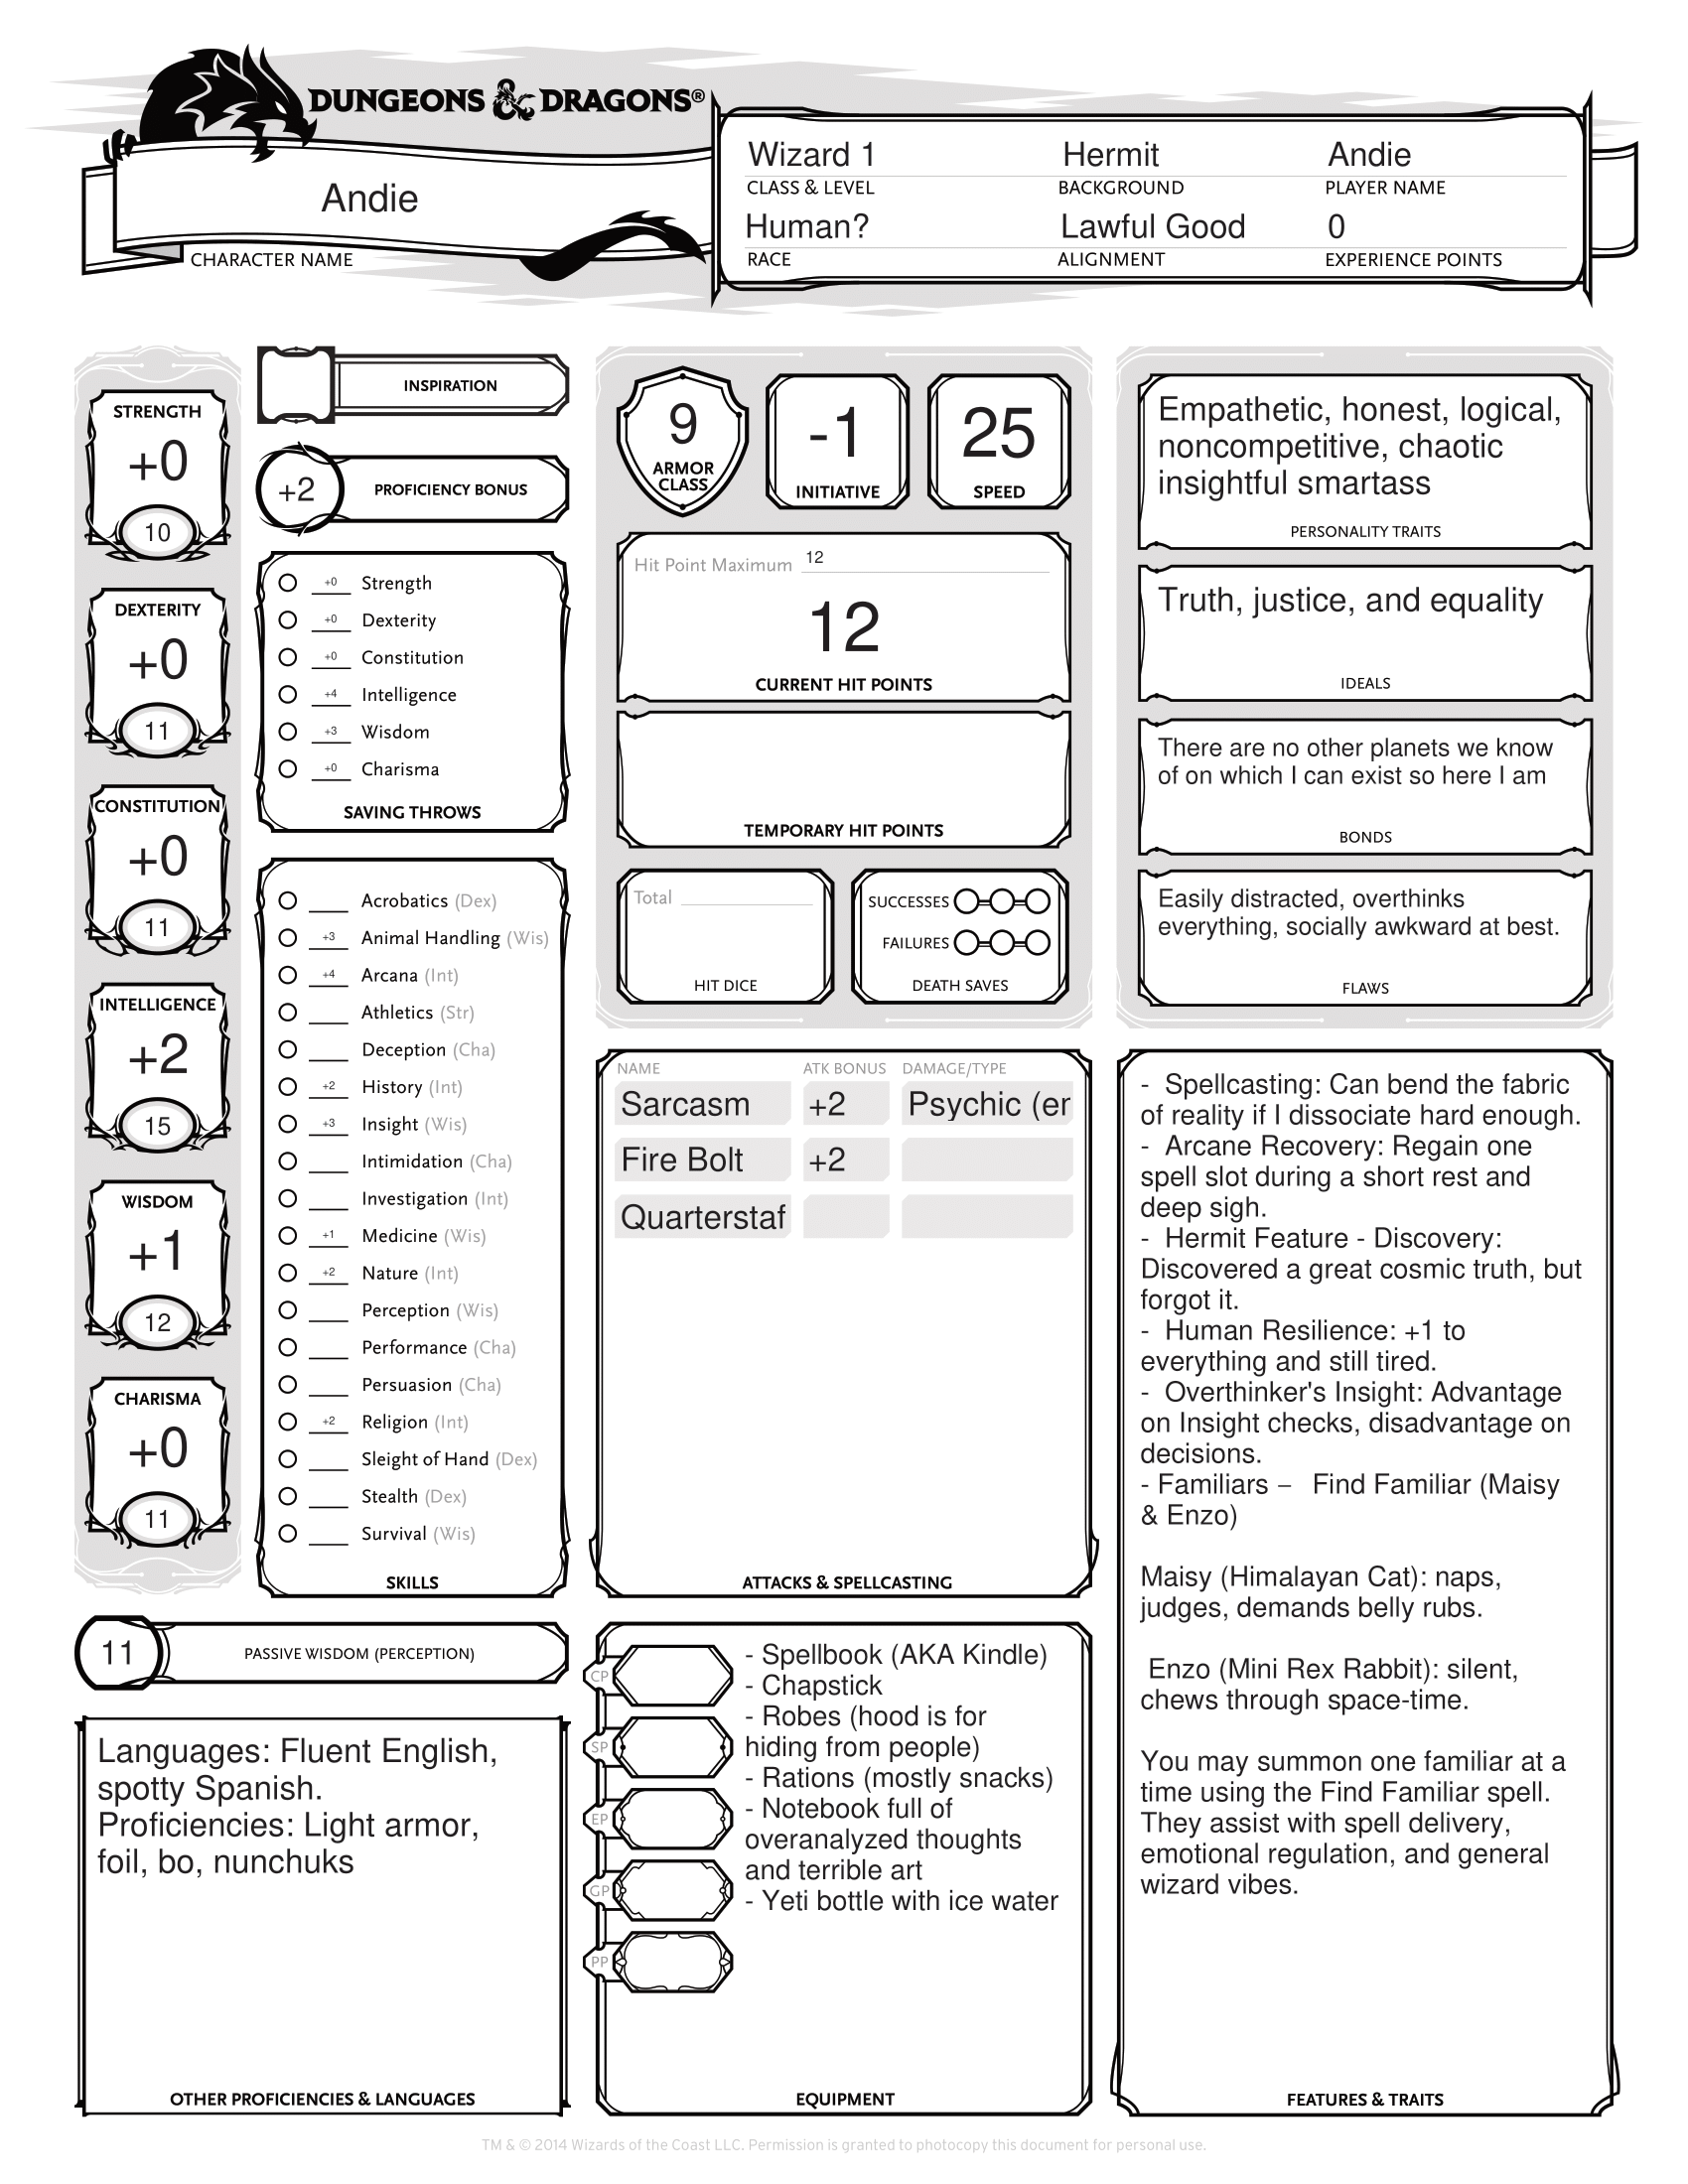 DUNGEONS & DRAGONS®
Andie
CHARACTER NAME
Wizard 1 Hermit Andie
CLASS & LEVEL BACKGROUND PLAYER NAME
Human? Lawful Good 0
RACE ALIGNMENT EXPERIENCE POINTS
STRENGTH
+0
10
DEXTERITY
+0
11
CONSTITUTION
+0
11
INTELLIGENCE
+2
15
WISDOM
+1
12
CHARISMA
+0
11
INSPIRATION
+2 PROFICIENCY BONUS
+0 Strength
+0 Dexterity
+0 Constitution
+4 Intelligence
+3 Wisdom
+0 Charisma
SAVING THROWS
Acrobatics (Dex)
+3 Animal Handling (Wis)
+4 Arcana (Int)
Athletics (Str)
Deception (Cha)
+2 History (Int)
+3 Insight (Wis)
Intimidation (Cha)
Investigation (Int)
+1 Medicine (Wis)
+2 Nature (Int)
Perception (Wis)
Performance (Cha)
Persuasion (Cha)
+2 Religion (Int)
Sleight of Hand (Dex)
Stealth (Dex)
Survival (Wis)
SKILLS
11 PASSIVE WISDOM (PERCEPTION)
Languages: Fluent English,
spotty Spanish.
Proficiencies: Light armor,
foil, bo, nunchuks
OTHER PROFICIENCIES & LANGUAGES
9
ARMOR
CLASS
-1
INITIATIVE
25
SPEED
Hit Point Maximum 12
12
CURRENT HIT POINTS
TEMPORARY HIT POINTS
Total
HIT DICE
SUCCESSES
FAILURES
DEATH SAVES
NAME ATK BONUS DAMAGE/TYPE
Sarcasm +2 Psychic (er
Fire Bolt +2
Quarterstaf
ATTACKS & SPELLCASTING
CP
SP
EP
GP
PP
- Spellbook (AKA Kindle)
- Chapstick
- Robes (hood is for
hiding from people)
- Rations (mostly snacks)
- Notebook full of
overanalyzed thoughts
and terrible art
- Yeti bottle with ice water
EQUIPMENT
Empathetic, honest, logical,
noncompetitive, chaotic
insightful smartass
PERSONALITY TRAITS
Truth, justice, and equality
IDEALS
There are no other planets we know
of on which I can exist so here I am
BONDS
Easily distracted, overthinks
everything, socially awkward at best.
FLAWS
- Spellcasting: Can bend the fabric
of reality if I dissociate hard enough.
- Arcane Recovery: Regain one
spell slot during a short rest and
deep sigh.
- Hermit Feature - Discovery:
Discovered a great cosmic truth, but
forgot it.
- Human Resilience: +1 to
everything and still tired.
- Overthinker's Insight: Advantage
on Insight checks, disadvantage on
decisions.
- Familiars – Find Familiar (Maisy
& Enzo)
Maisy (Himalayan Cat): naps,
judges, demands belly rubs.
Enzo (Mini Rex Rabbit): silent,
chews through space-time.
You may summon one familiar at a
time using the Find Familiar spell.
They assist with spell delivery,
emotional regulation, and general
wizard vibes.
FEATURES & TRAITS
TM & © 2014 Wizards of the Coast LLC. Permission is granted to photocopy this document for personal use.